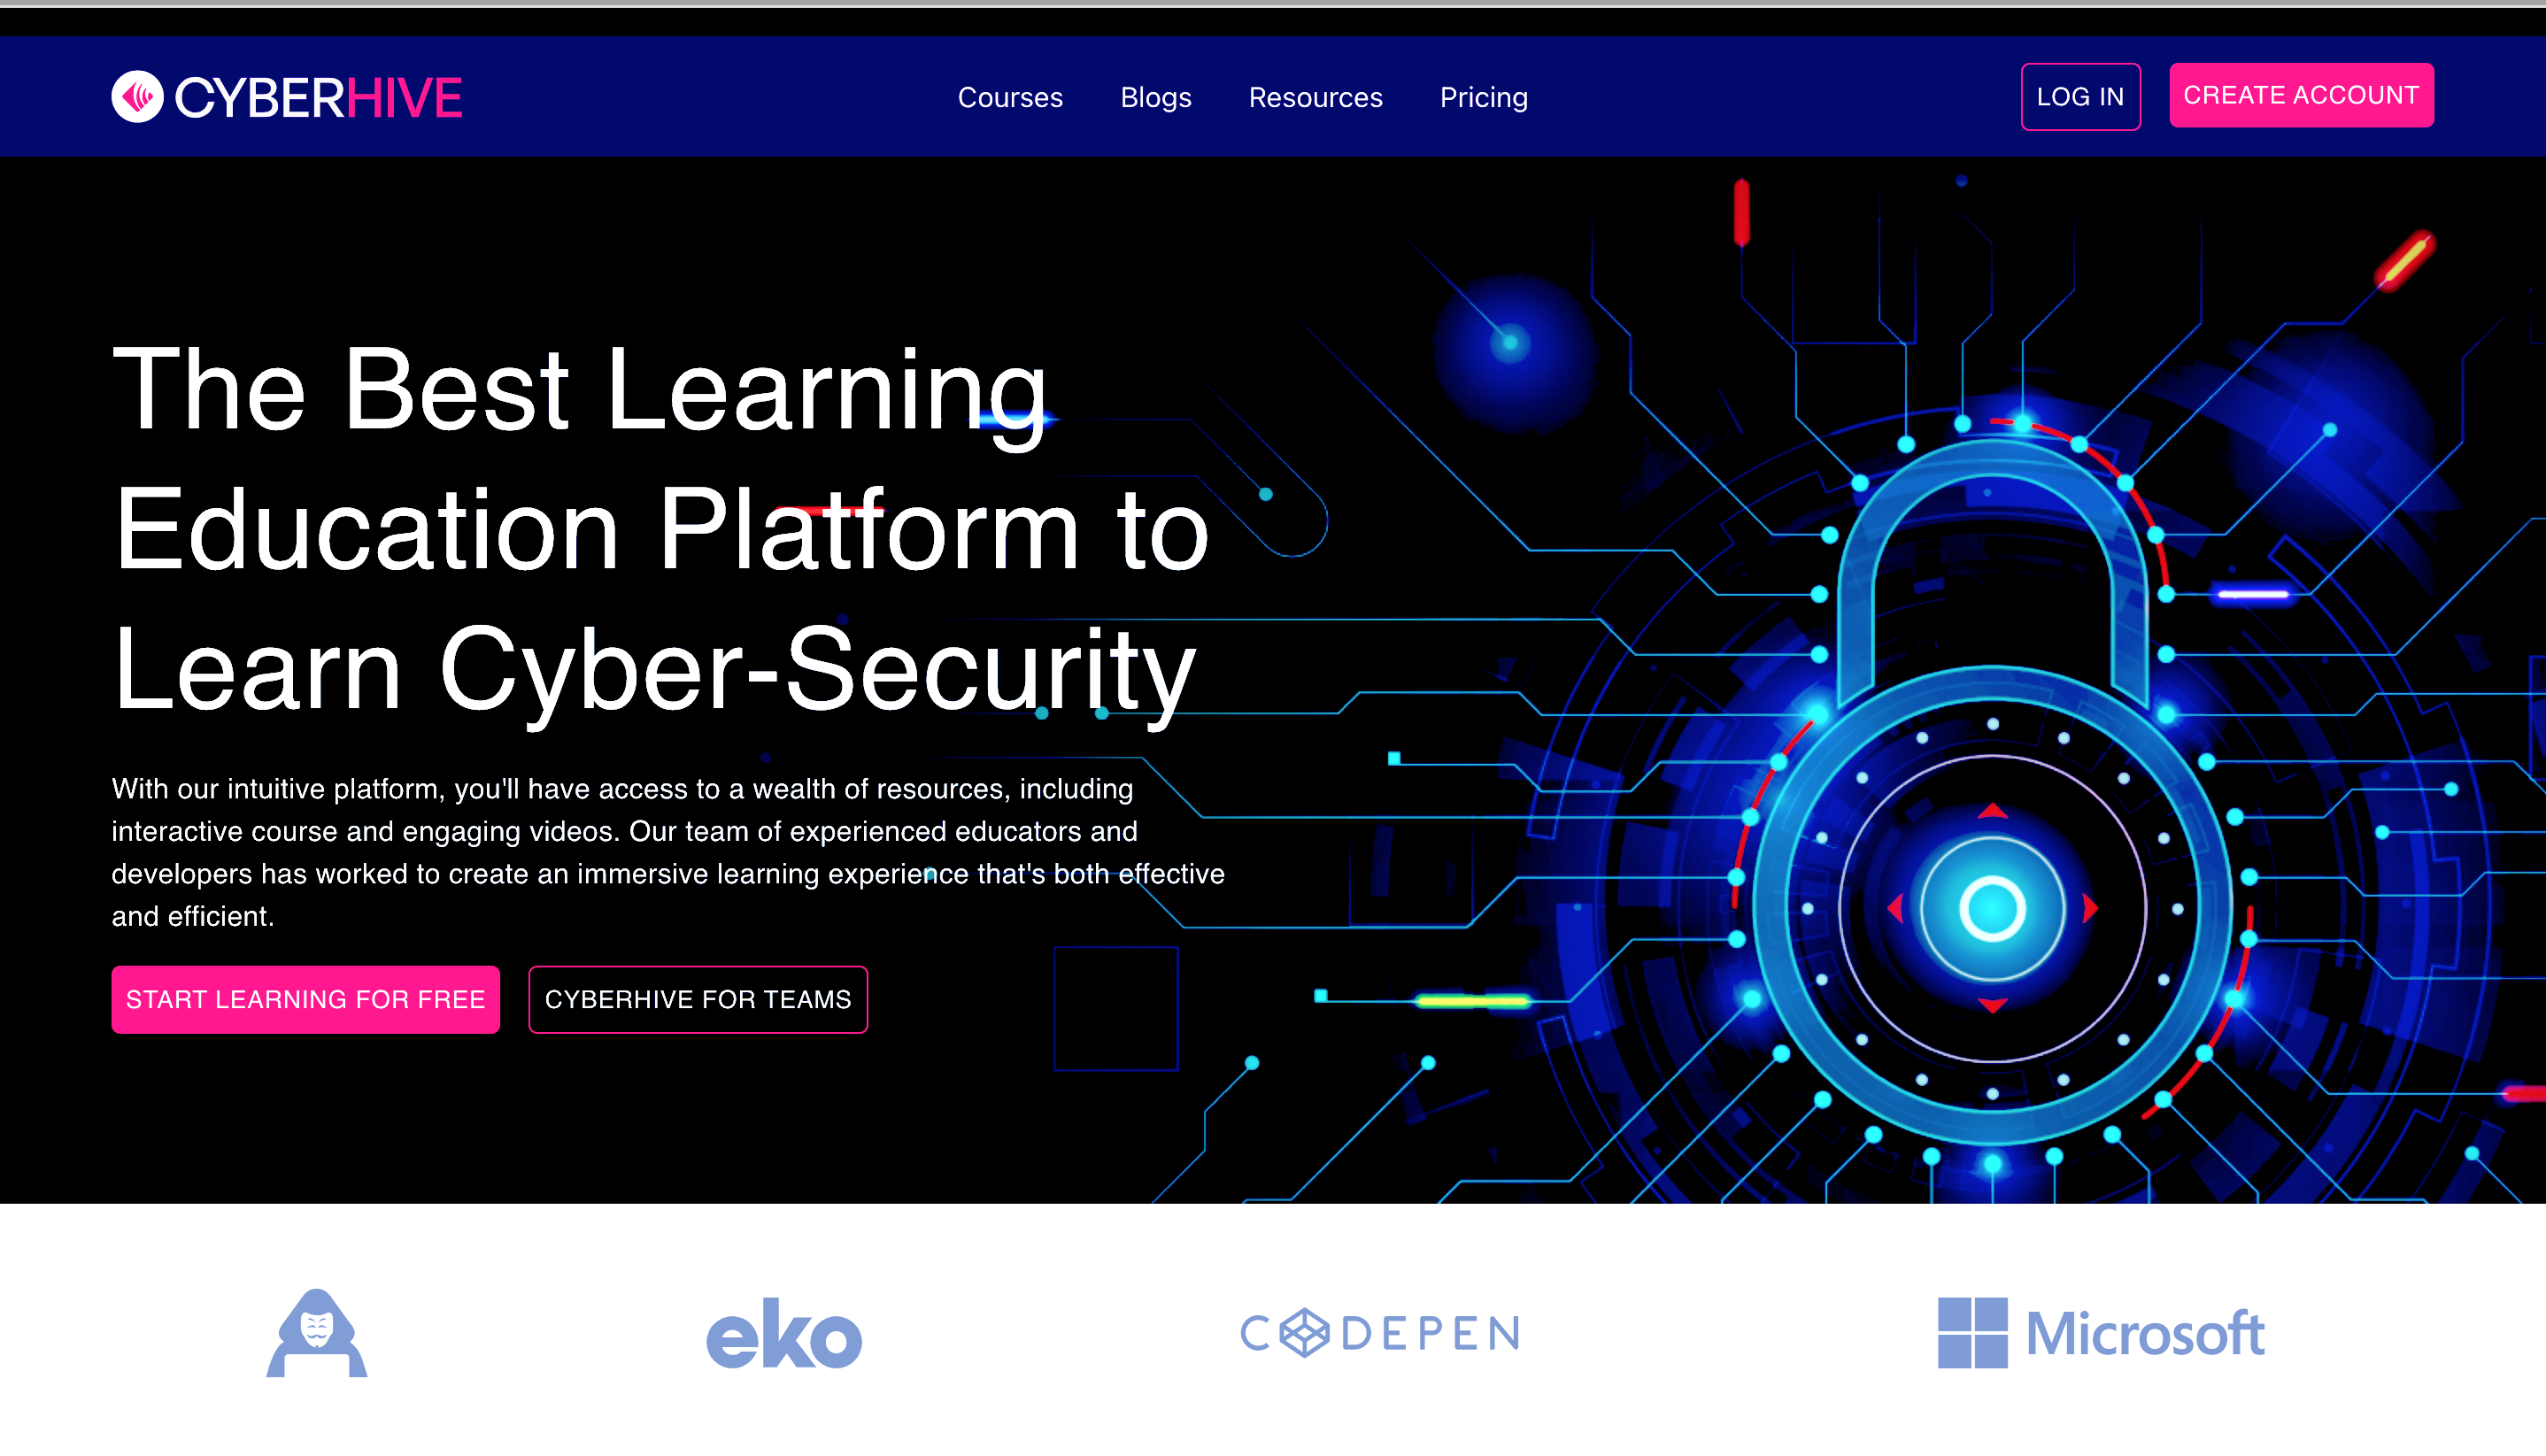 CYBERHIVE
Courses Blogs Resources Pricing
LOG IN CREATE ACCOUNT
The Best Learning
Education Platform to
Learn Cyber-Security
With our intuitive platform, you'll have access to a wealth of resources, including
interactive course and engaging videos. Our team of experienced educators and
developers has worked to create an immersive learning experience that's both effective
and efficient.
START LEARNING FOR FREE CYBERHIVE FOR TEAMS
eko CODEPEN Microsoft